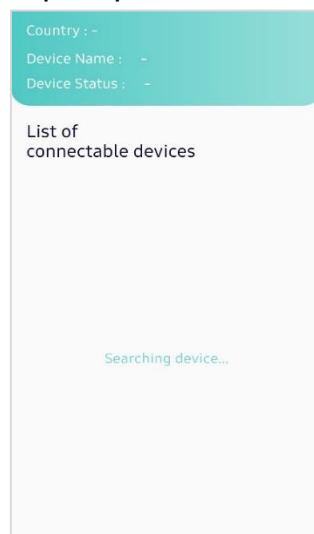 Country : -
Device Name : -
Device Status : -
List of
connectable devices
Searching device...